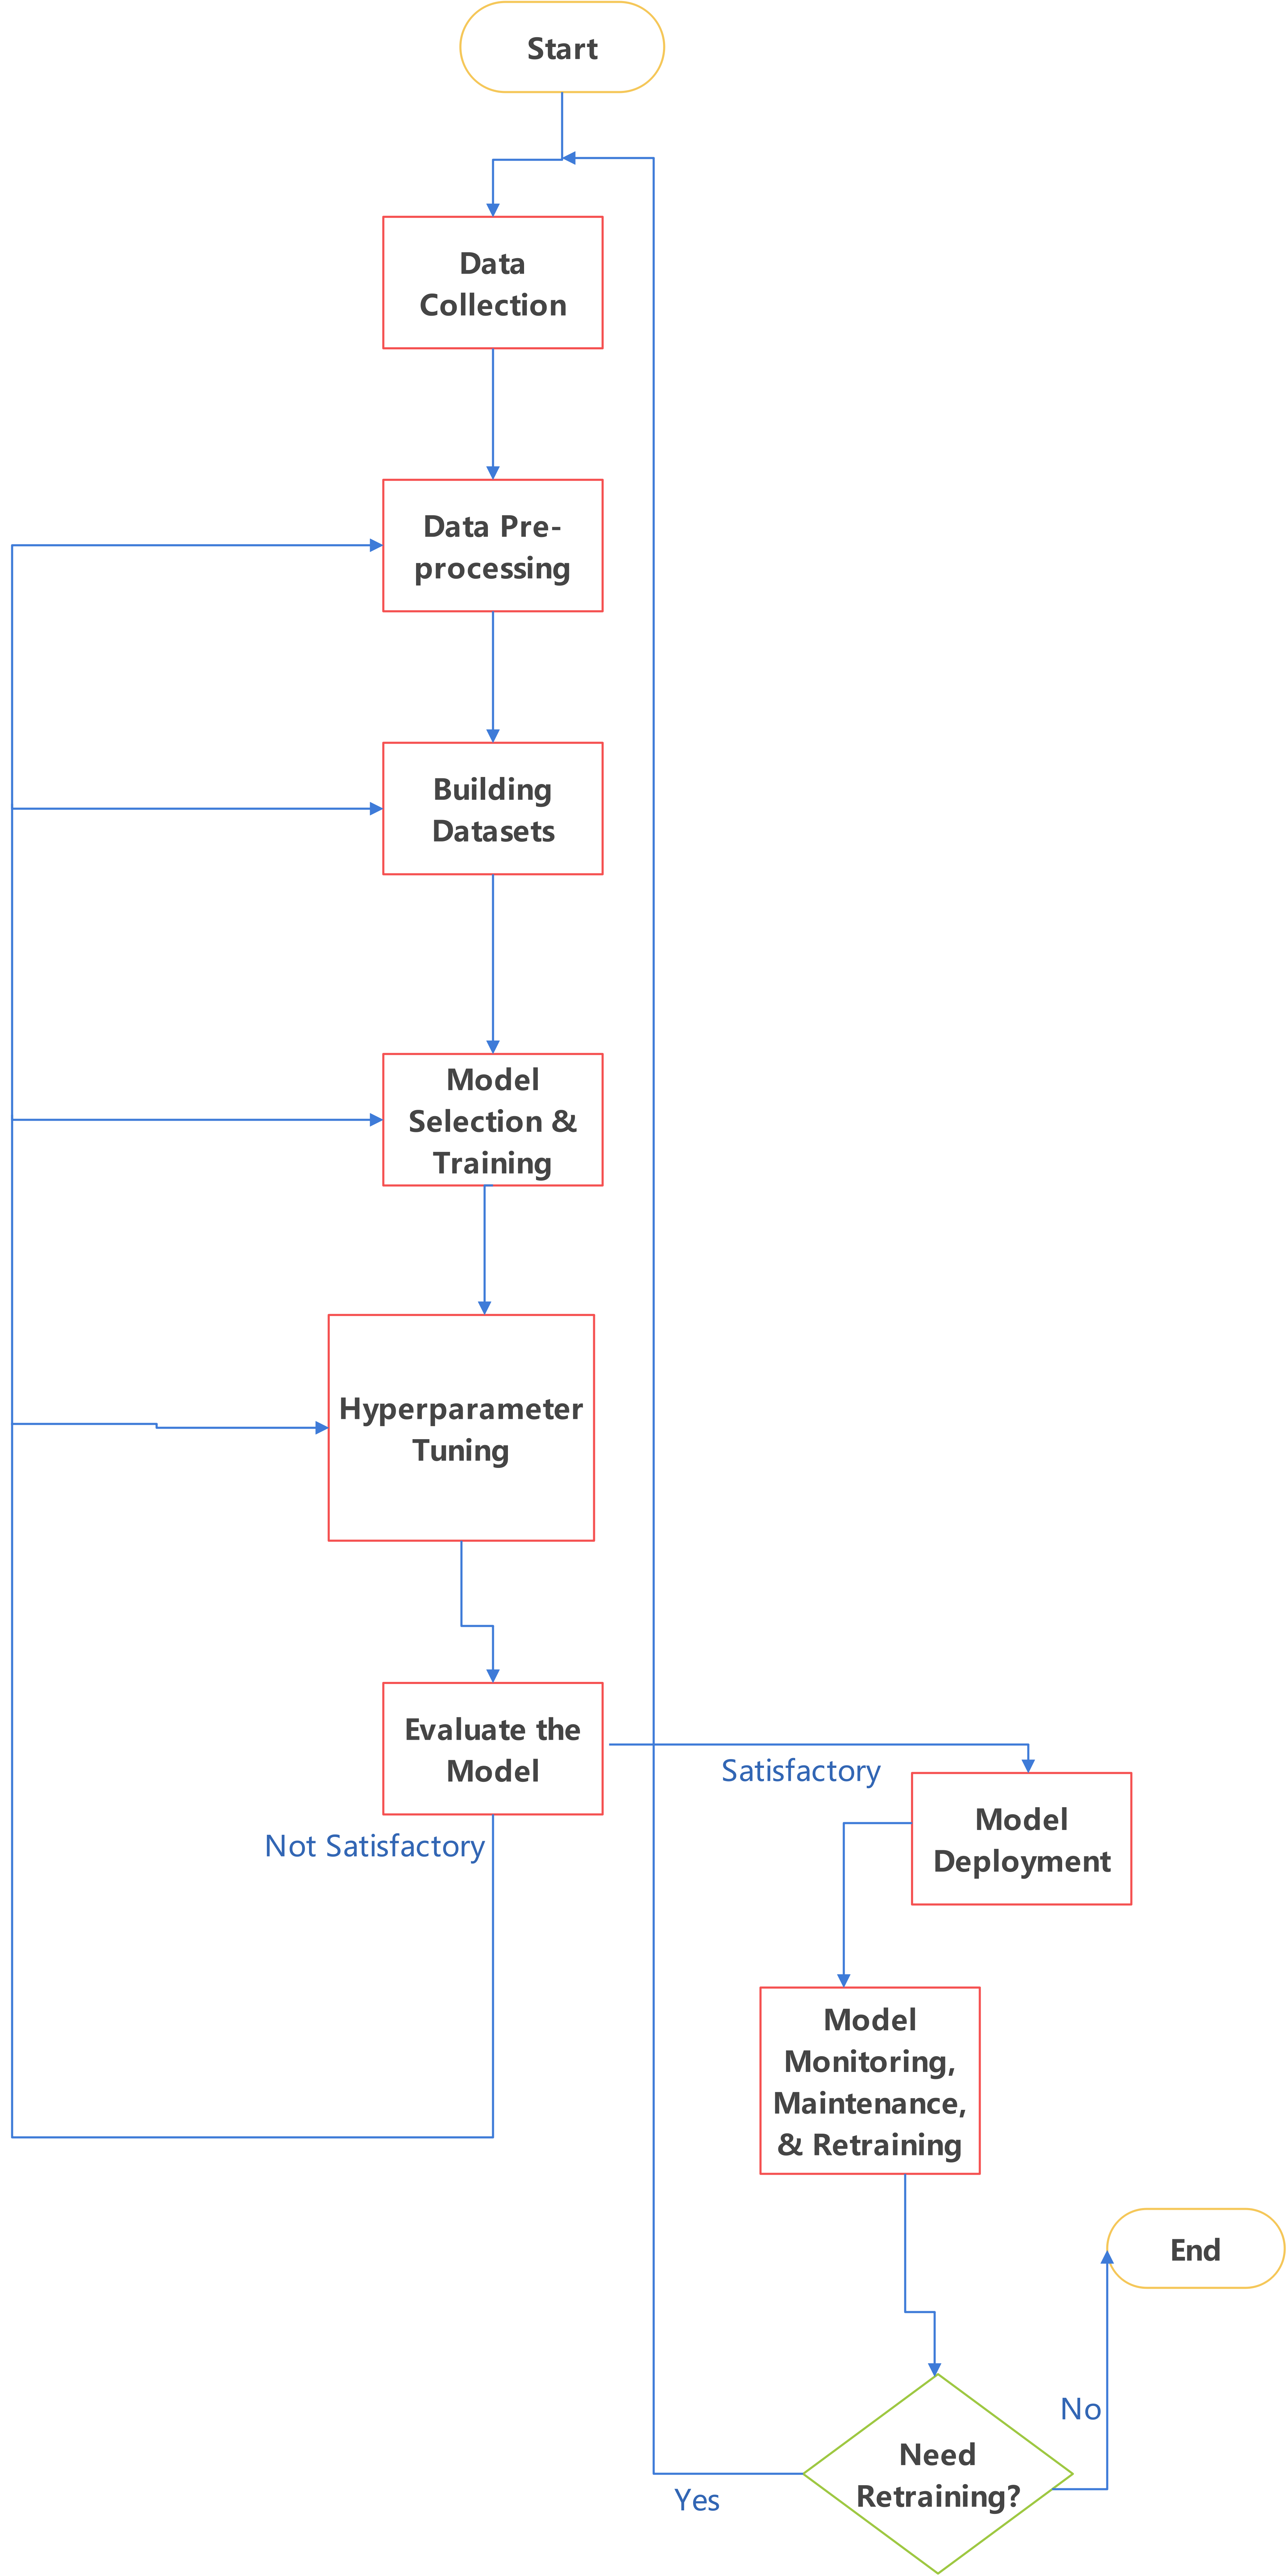 Start
Data
Collection
Data Pre-
processing
Building
Datasets
Model
Selection &
Training
Hyperparameter
Tuning
Evaluate the
Model
Satisfactory
Not Satisfactory
Model
Deployment
Model
Monitoring,
Maintenance,
& Retraining
End
No
Need
Retraining?
Yes